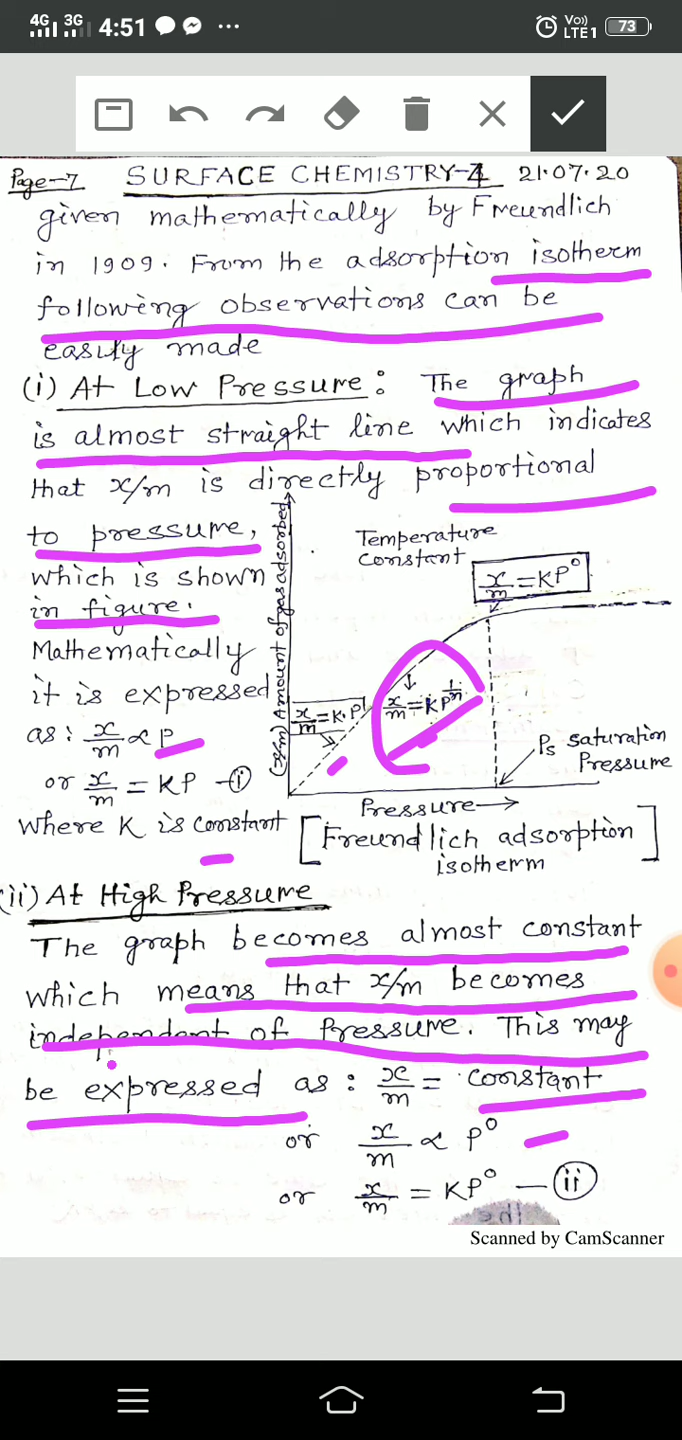 4G 3G 4:51 ... Vo)) LTE1 73
Page-7 SURFACE CHEMISTRY-4 21.07.20
given mathematically by Freundlich
in 1909. From the adsorption isotherm
following observations can be
easily made
(i) At Low Pressure: The graph
is almost straight line which indicates
that x/m is directly proportional
to pressure,
which is shown
in figure.
Mathematically
it is expressed
as: x/m ∝ P
or x/m = KP —(i)
where K is constant
(x/m) Amount of gas adsorbed
Temperature
constant
x/m = KP⁰
x/m = K.P¹
x/m = KP^(1/n)
Ps saturation
Pressure
Pressure→
[Freundlich adsorption
isotherm]
(ii) At High Pressure
The graph becomes almost constant
which means that x/m becomes
independent of Pressure. This may
be expressed as: x/m = constant
or x/m ∝ P⁰
or x/m = KP⁰ —(ii)
Scanned by CamScanner